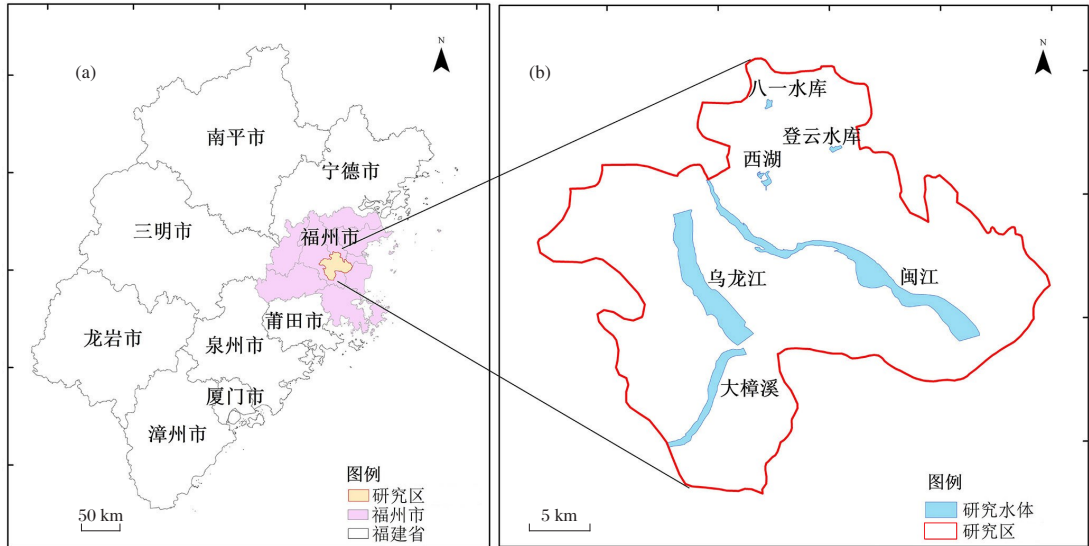 (a)
N
南平市
宁德市
三明市
福州市
莆田市
龙岩市
泉州市
厦门市
漳州市
图例
研究区
福州市
福建省
50 km
(b)
N
八一水库
登云水库
西湖
乌龙江
闽江
大樟溪
图例
研究水体
研究区
5 km